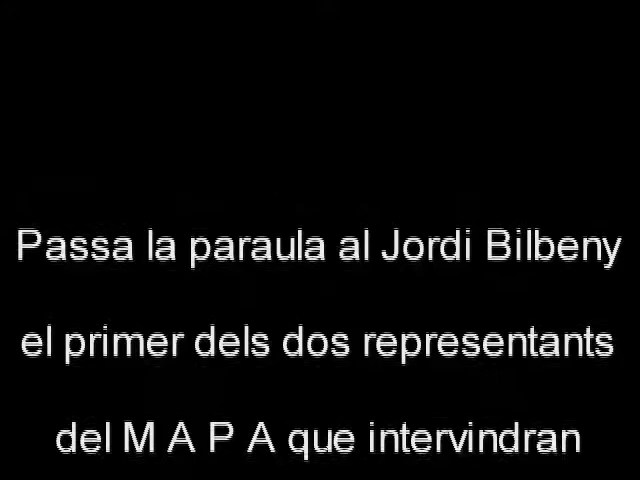 Passa la paraula al Jordi Bilbeny
el primer dels dos representants
del M A P A que intervindran